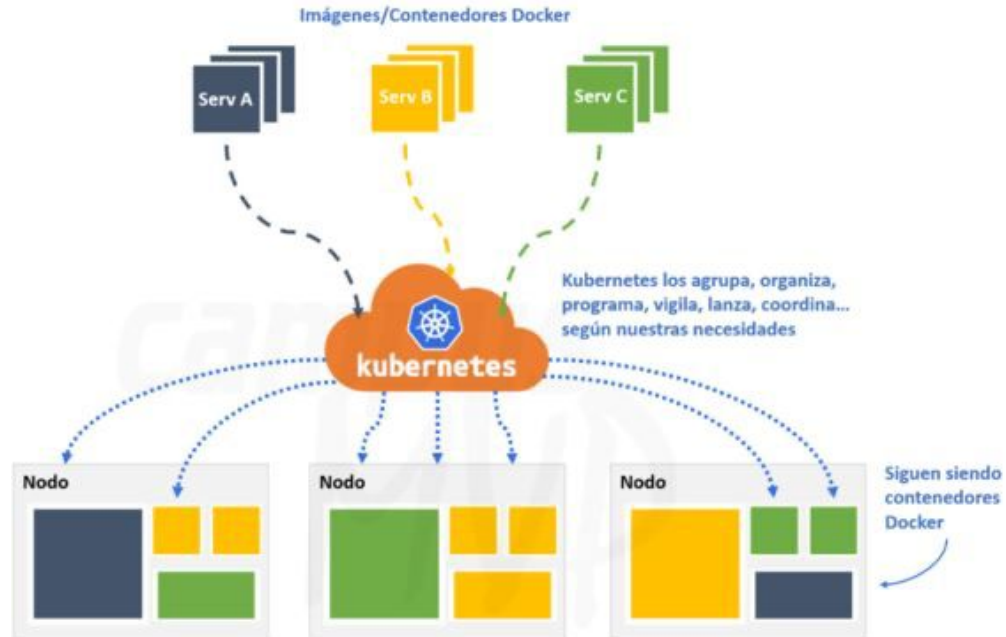 Imágenes/Contenedores Docker
Serv A
Serv B
Serv C
Kubernetes los agrupa, organiza,
programa, vigila, lanza, coordina...
según nuestras necesidades
kubernetes
Nodo
Nodo
Nodo
Siguen siendo
contenedores
Docker